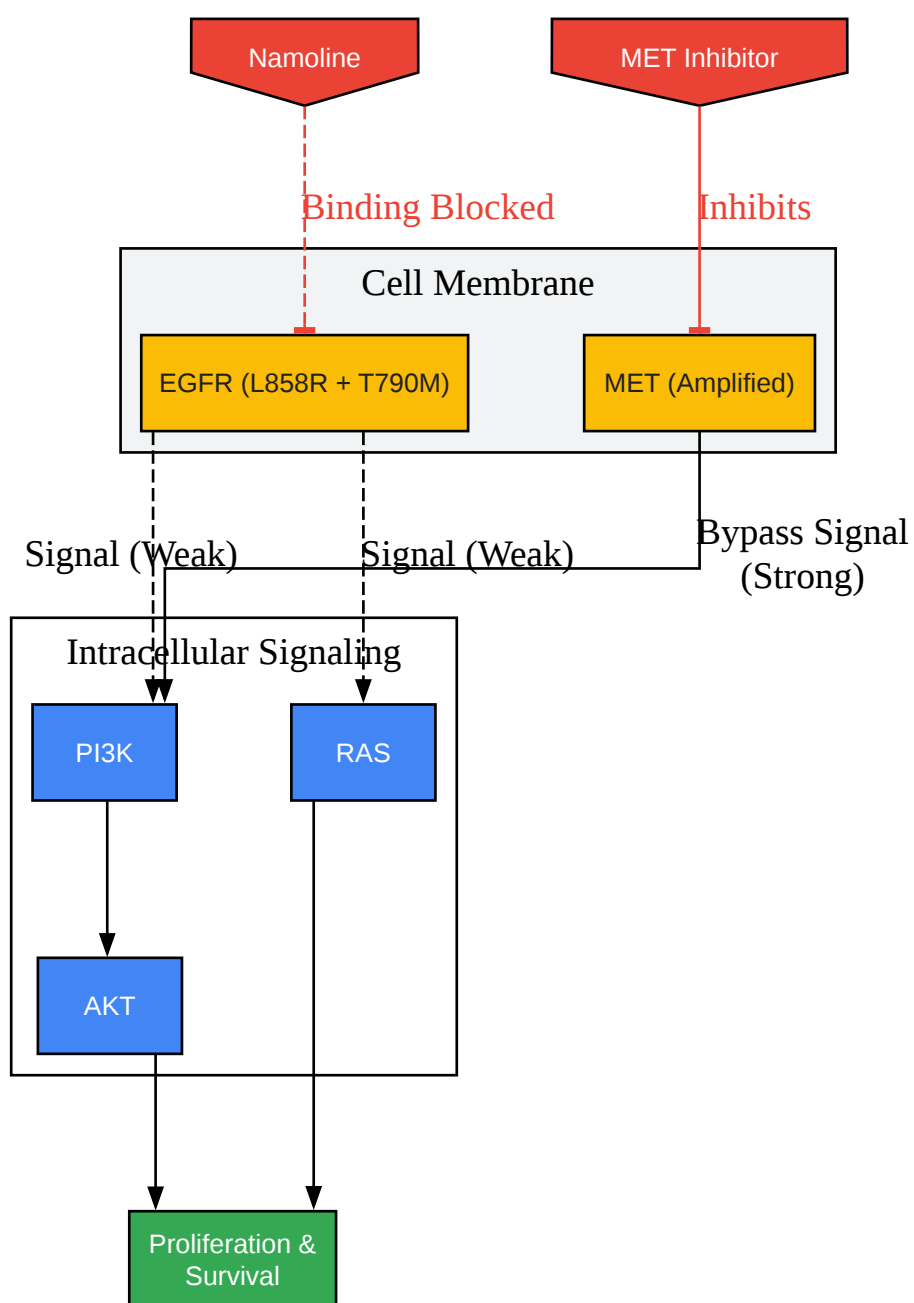 Namoline
MET Inhibitor
Binding Blocked
Inhibits
Cell Membrane
EGFR (L858R + T790M)
MET (Amplified)
Signal (Weak)
Signal (Weak)
Bypass Signal
(Strong)
Intracellular Signaling
PI3K
RAS
AKT
Proliferation &
Survival